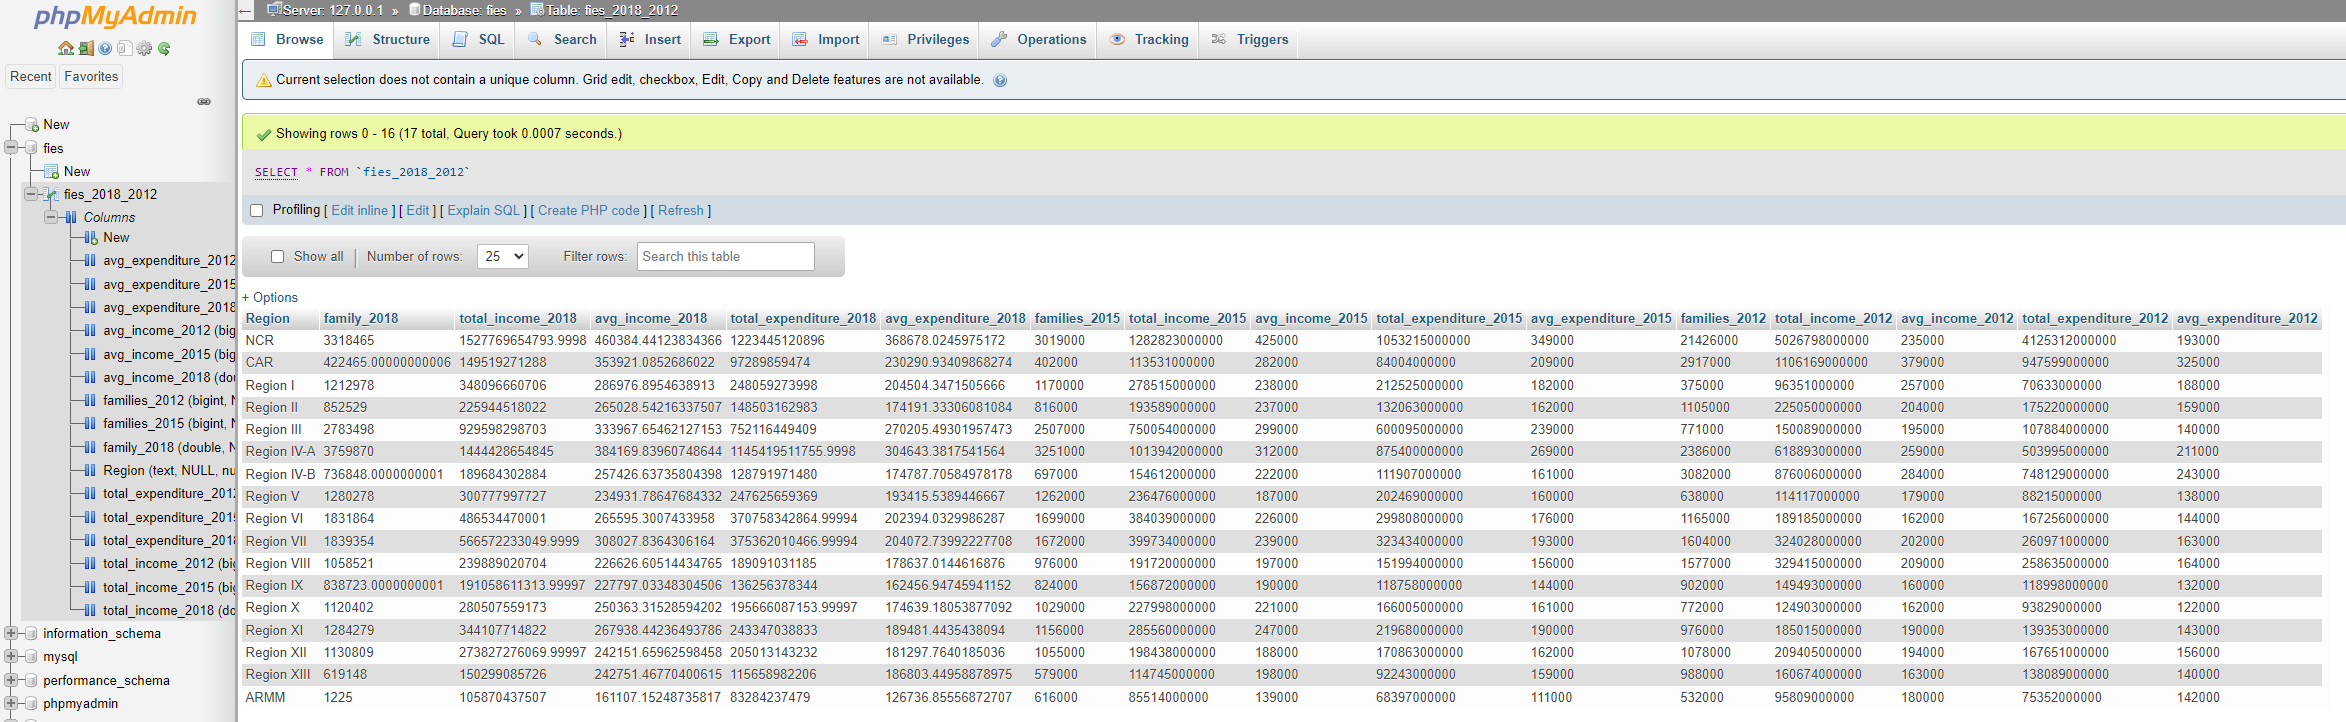 phpMyAdmin
Recent Favorites
New
fies
New
fies_2018_2012
Columns
New
avg_expenditure_2012
avg_expenditure_2015
avg_expenditure_2018
avg_income_2012 (big
avg_income_2015 (big
avg_income_2018 (dou
families_2012 (bigint, N
families_2015 (bigint, N
family_2018 (double, N
Region (text, NULL, nu
total_expenditure_2012
total_expenditure_2015
total_expenditure_2018
total_income_2012 (big
total_income_2015 (big
total_income_2018 (do
information_schema
mysql
performance_schema
phpmyadmin
Server: 127.0.0.1 » Database: fies » Table: fies_2018_2012
Browse Structure SQL Search Insert Export Import Privileges Operations Tracking Triggers
Current selection does not contain a unique column. Grid edit, checkbox, Edit, Copy and Delete features are not available.
Showing rows 0 - 16 (17 total, Query took 0.0007 seconds.)
SELECT * FROM `fies_2018_2012`
Profiling [ Edit inline ] [ Edit ] [ Explain SQL ] [ Create PHP code ] [ Refresh ]
Show all Number of rows: 25 Filter rows: Search this table
+ Options
Region family_2018 total_income_2018 avg_income_2018 total_expenditure_2018 avg_expenditure_2018 families_2015 total_income_2015 avg_income_2015 total_expenditure_2015 avg_expenditure_2015 families_2012 total_income_2012 avg_income_2012 total_expenditure_2012 avg_expenditure_2012
NCR 3318465 1527769654793.9998 460384.44123834366 1223445120896 368678.0245975172 3019000 1282823000000 425000 1053215000000 349000 21426000 5026798000000 235000 4125312000000 193000
CAR 422465.00000000006 149519271288 353921.0852686022 97289859474 230290.93409868274 402000 113531000000 282000 84004000000 209000 2917000 1106169000000 379000 947599000000 325000
Region I 1212978 348096660706 286976.8954638913 248059273998 204504.3471505666 1170000 278515000000 238000 212525000000 182000 375000 96351000000 257000 70633000000 188000
Region II 852529 225944518022 265028.54216337507 148503162983 174191.33306081084 816000 193589000000 237000 132063000000 162000 1105000 225050000000 204000 175220000000 159000
Region III 2783498 929598298703 333967.65462127153 752116449409 270205.49301957473 2507000 750054000000 299000 600095000000 239000 771000 150089000000 195000 107884000000 140000
Region IV-A 3759870 1444428654845 384169.83960748644 1145419511755.9998 304643.3817541564 3251000 1013942000000 312000 875400000000 269000 2386000 618893000000 259000 503995000000 211000
Region IV-B 736848.0000000001 189684302884 257426.63735804398 128791971480 174787.70584978178 697000 154612000000 222000 111907000000 161000 3082000 876006000000 284000 748129000000 243000
Region V 1280278 300777997727 234931.78647684332 247625659369 193415.5389446667 1262000 236476000000 187000 202469000000 160000 638000 114117000000 179000 88215000000 138000
Region VI 1831864 486534470001 265595.3007433958 370758342864.99994 202394.0329986287 1699000 384039000000 226000 299808000000 176000 1165000 189185000000 162000 167256000000 144000
Region VII 1839354 566572233049.9999 308027.8364306164 375362010466.99994 204072.73992227708 1672000 399734000000 239000 323434000000 193000 1604000 324028000000 202000 260971000000 163000
Region VIII 1058521 239889020704 226626.60514434765 189091031185 178637.0144616876 976000 191720000000 197000 151994000000 156000 1577000 329415000000 209000 258635000000 164000
Region IX 838723.0000000001 191058611313.99997 227797.03348304506 136256378344 162456.94745941152 824000 156872000000 190000 118758000000 144000 902000 149493000000 160000 118998000000 132000
Region X 1120402 280507559173 250363.31528594202 195666087153.99997 174639.18053877092 1029000 227998000000 221000 166005000000 161000 772000 124903000000 162000 93829000000 122000
Region XI 1284279 344107714822 267938.44236493786 243347038833 189481.4435438094 1156000 285560000000 247000 219680000000 190000 976000 185015000000 190000 139353000000 143000
Region XII 1130809 273827276069.99997 242151.65962598458 205013143232 181297.7640185036 1055000 198438000000 188000 170863000000 162000 1078000 209405000000 194000 167651000000 156000
Region XIII 619148 150299085726 242751.46770400615 115658982206 186803.44958878975 579000 114745000000 198000 92243000000 159000 988000 160674000000 163000 138089000000 140000
ARMM 1225 105870437507 161107.15248735817 83284237479 126736.85556872707 616000 85514000000 139000 68397000000 111000 532000 95809000000 180000 75352000000 142000